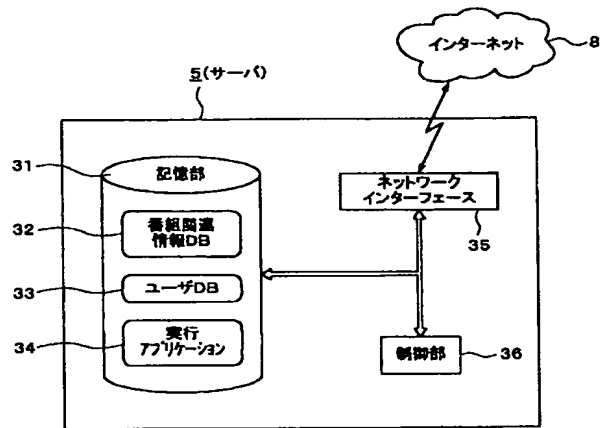 インターネット
8
5(サーバ)
31
記憶部
32
番組関連
情報DB
33
ユーザDB
34
実行
アプリケーション
ネットワーク
インターフェース
35
制御部
36